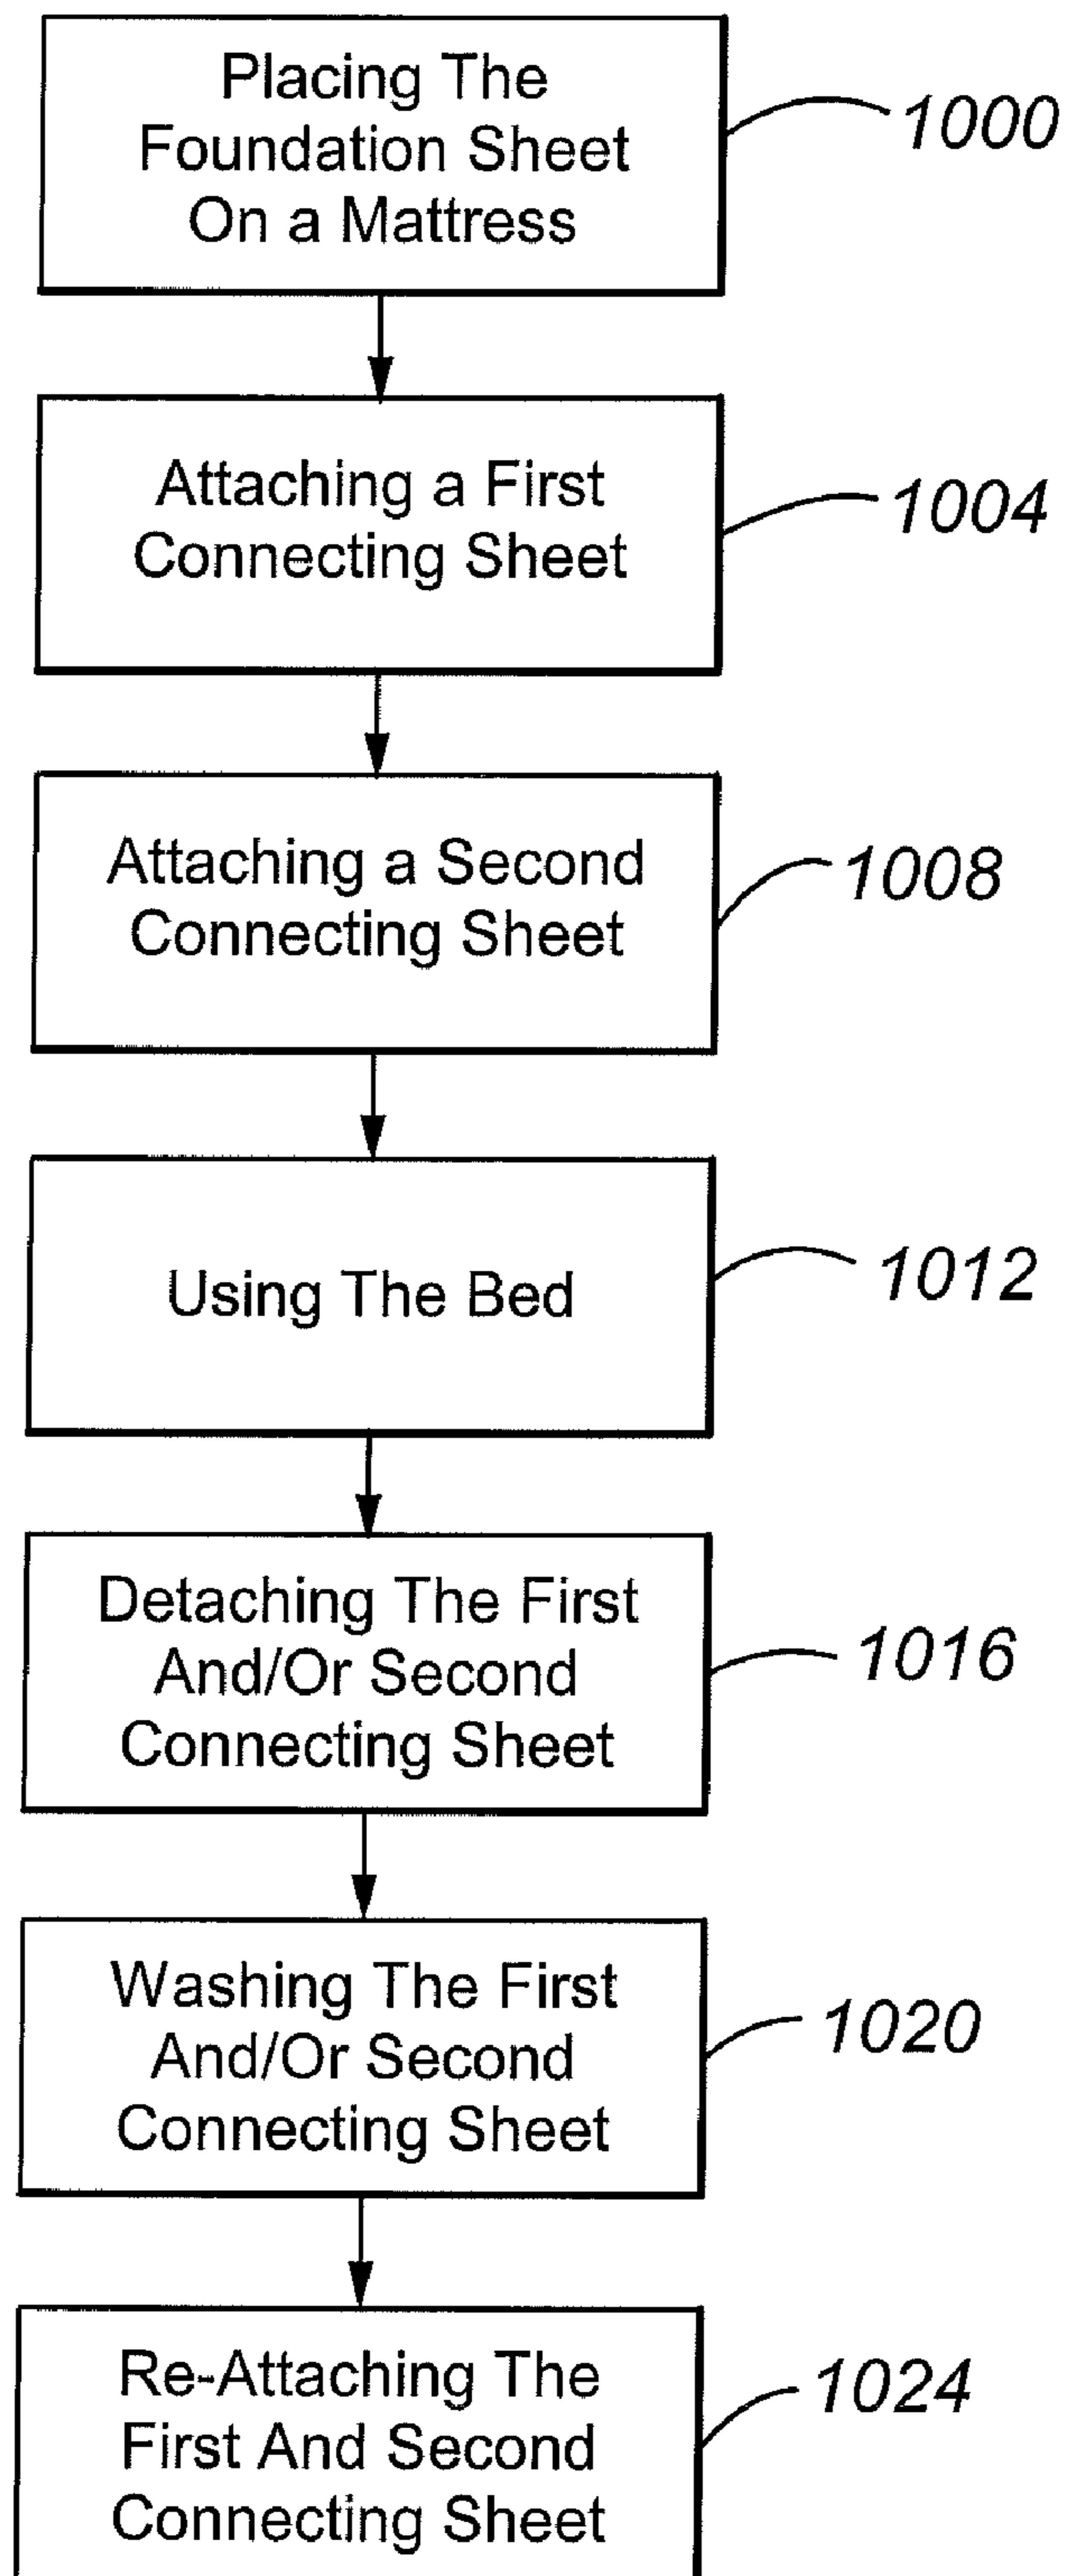 Placing The
Foundation Sheet
On a Mattress
1000
Attaching a First
Connecting Sheet
1004
Attaching a Second
Connecting Sheet
1008
Using The Bed
1012
Detaching The First
And/Or Second
Connecting Sheet
1016
Washing The First
And/Or Second
Connecting Sheet
1020
Re-Attaching The
First And Second
Connecting Sheet
1024